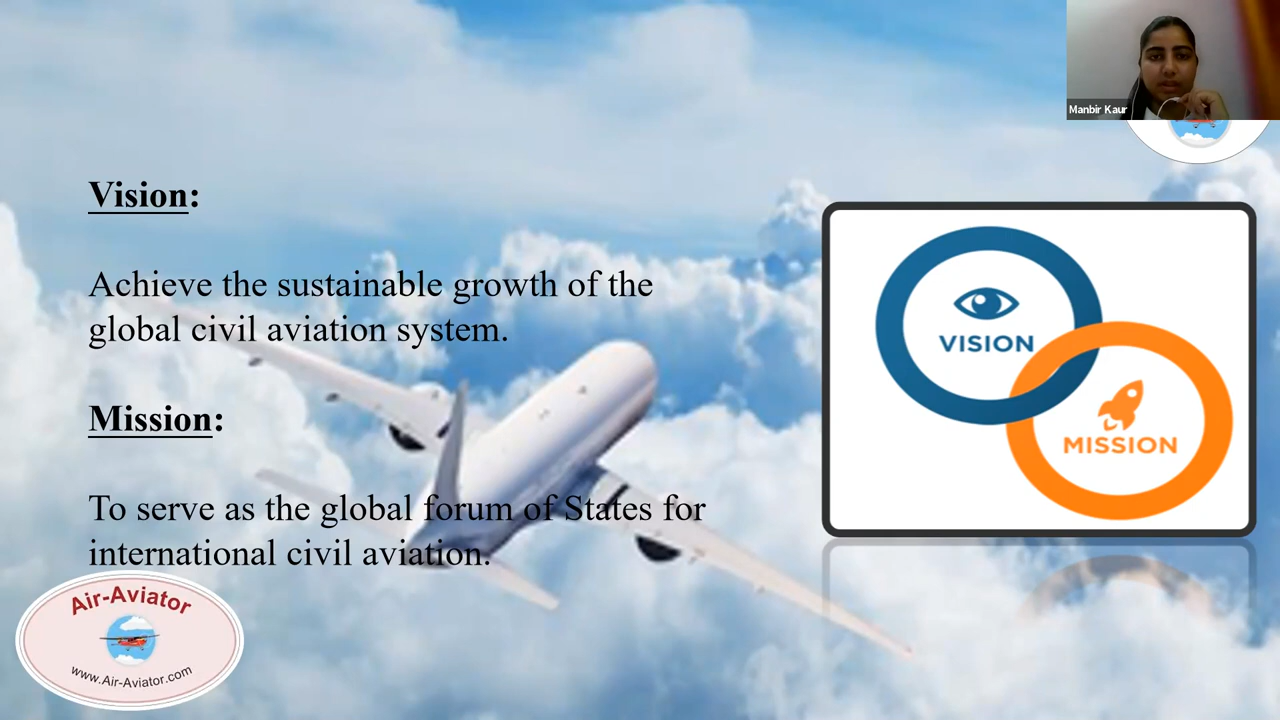 Manbir Kaur
Vision:
Achieve the sustainable growth of the
global civil aviation system.
Mission:
To serve as the global forum of States for
international civil aviation.
VISION
MISSION
Air-Aviator
www.Air-Aviator.com